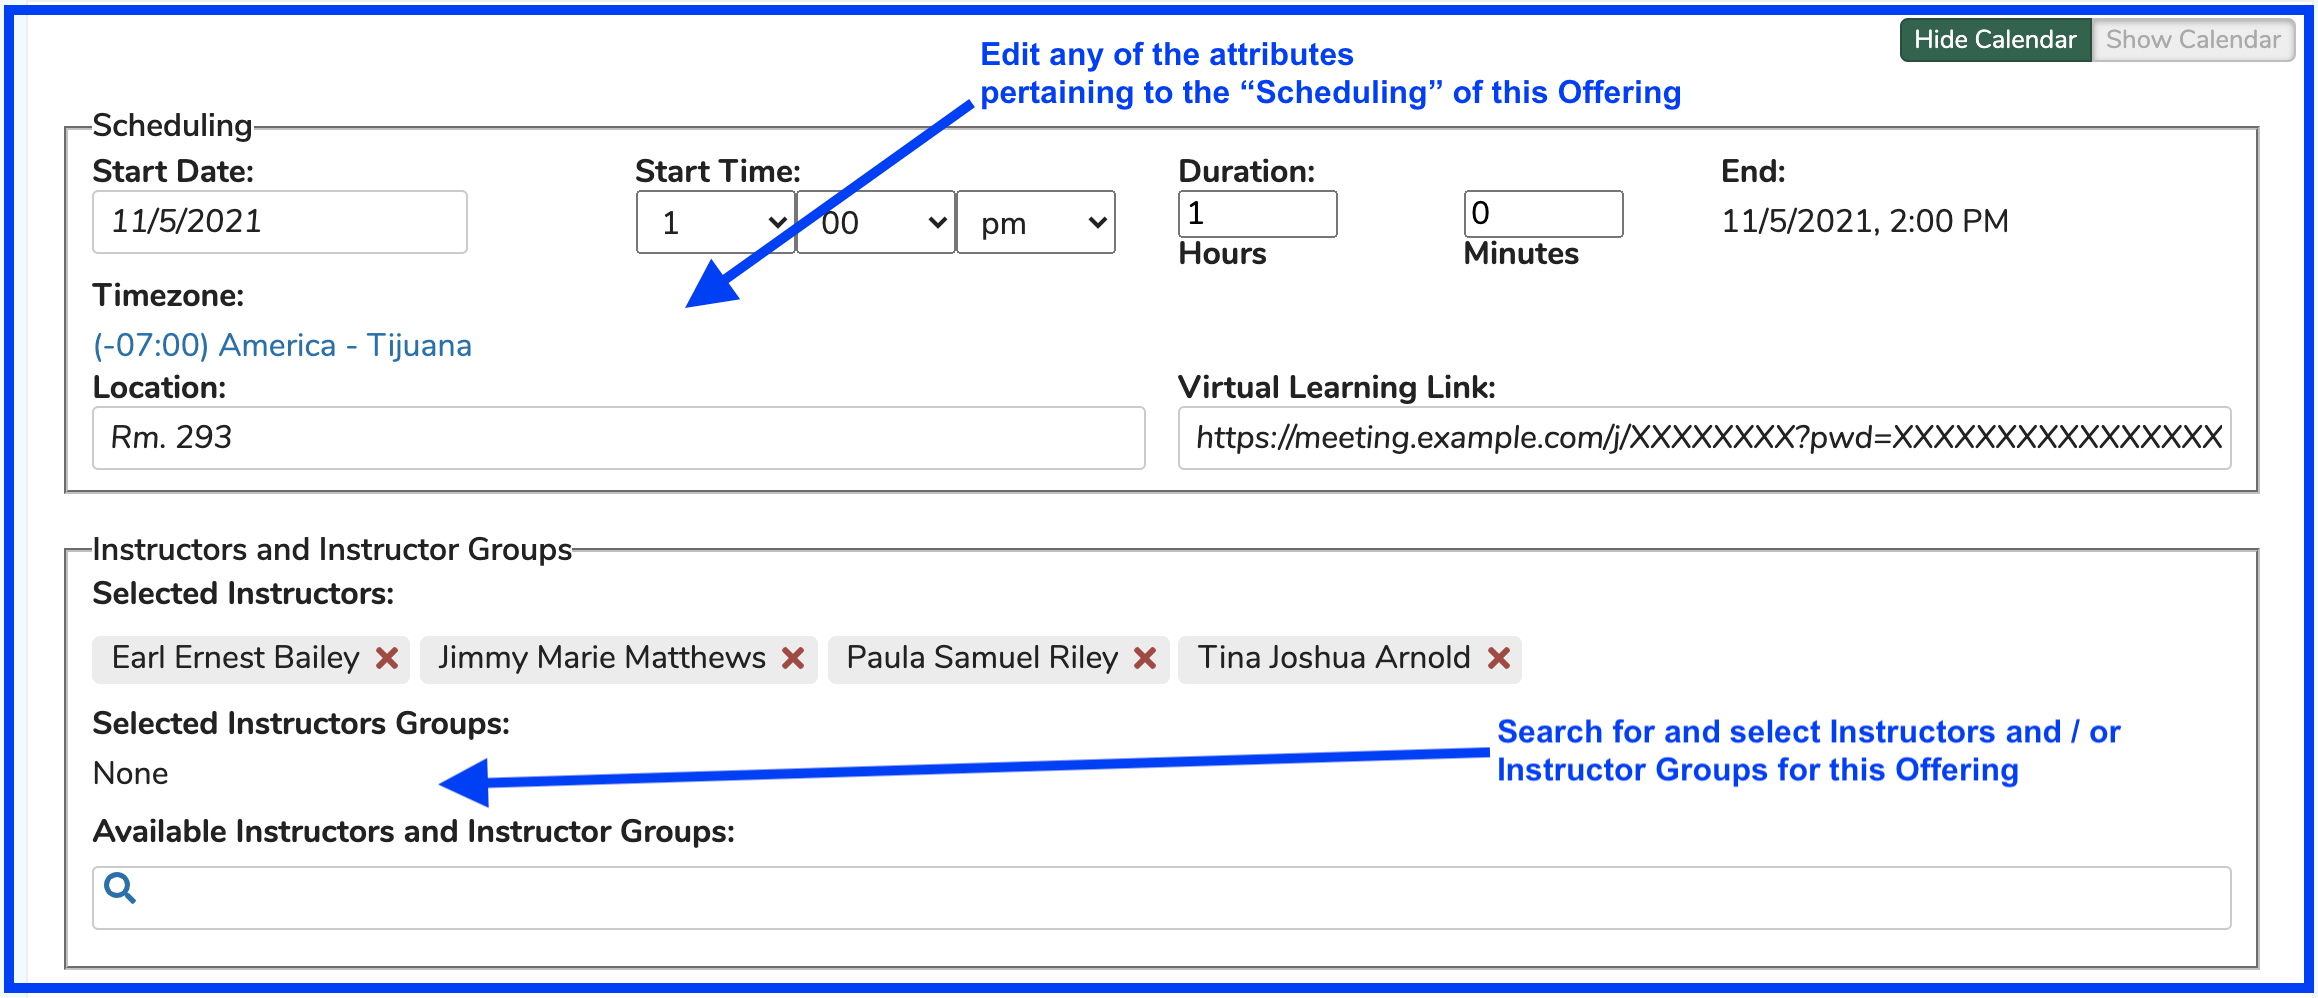 Hide Calendar Show Calendar
Edit any of the attributes
pertaining to the “Scheduling” of this Offering
Scheduling
Start Date: Start Time: Duration: End:
11/5/2021 1 00 pm 1 0 11/5/2021, 2:00 PM
Hours Minutes
Timezone:
(-07:00) America - Tijuana
Location: Virtual Learning Link:
Rm. 293 https://meeting.example.com/j/XXXXXXXX?pwd=XXXXXXXXXXXXXXXX
Instructors and Instructor Groups
Selected Instructors:
Earl Ernest Bailey Jimmy Marie Matthews Paula Samuel Riley Tina Joshua Arnold
Selected Instructors Groups:
None
Search for and select Instructors and / or
Instructor Groups for this Offering
Available Instructors and Instructor Groups: